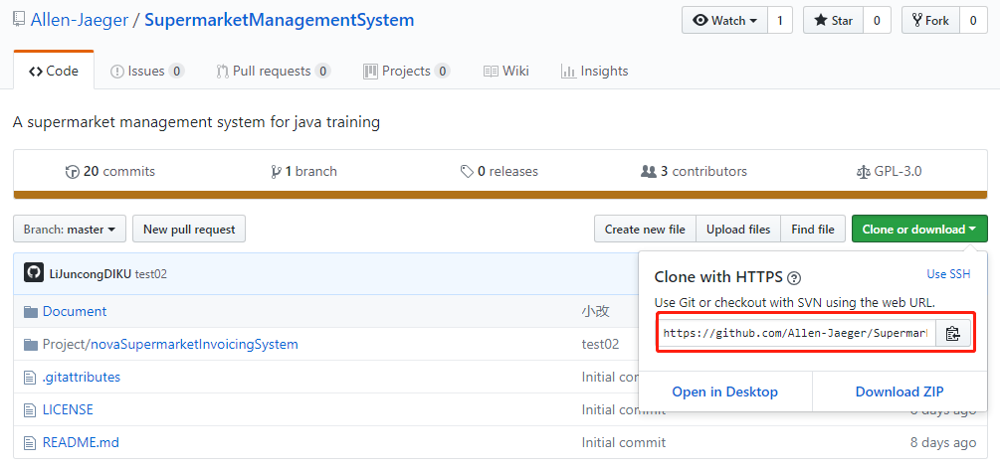 Allen-Jaeger / SupermarketManagementSystem Watch 1 Star 0 Fork 0
Code Issues 0 Pull requests 0 Projects 0 Wiki Insights
A supermarket management system for java training
20 commits 1 branch 0 releases 3 contributors GPL-3.0
Branch: master New pull request Create new file Upload files Find file Clone or download
LiJuncongDIKU test02
Clone with HTTPS ? Use SSH
Use Git or checkout with SVN using the web URL.
Document 小改
https://github.com/Allen-Jaeger/Supermar
Project/novaSupermarketInvoicingSystem test02
.gitattributes Initial
Open in Desktop Download ZIP
LICENSE Initial commit days ago
README.md Initial commit 8 days ago